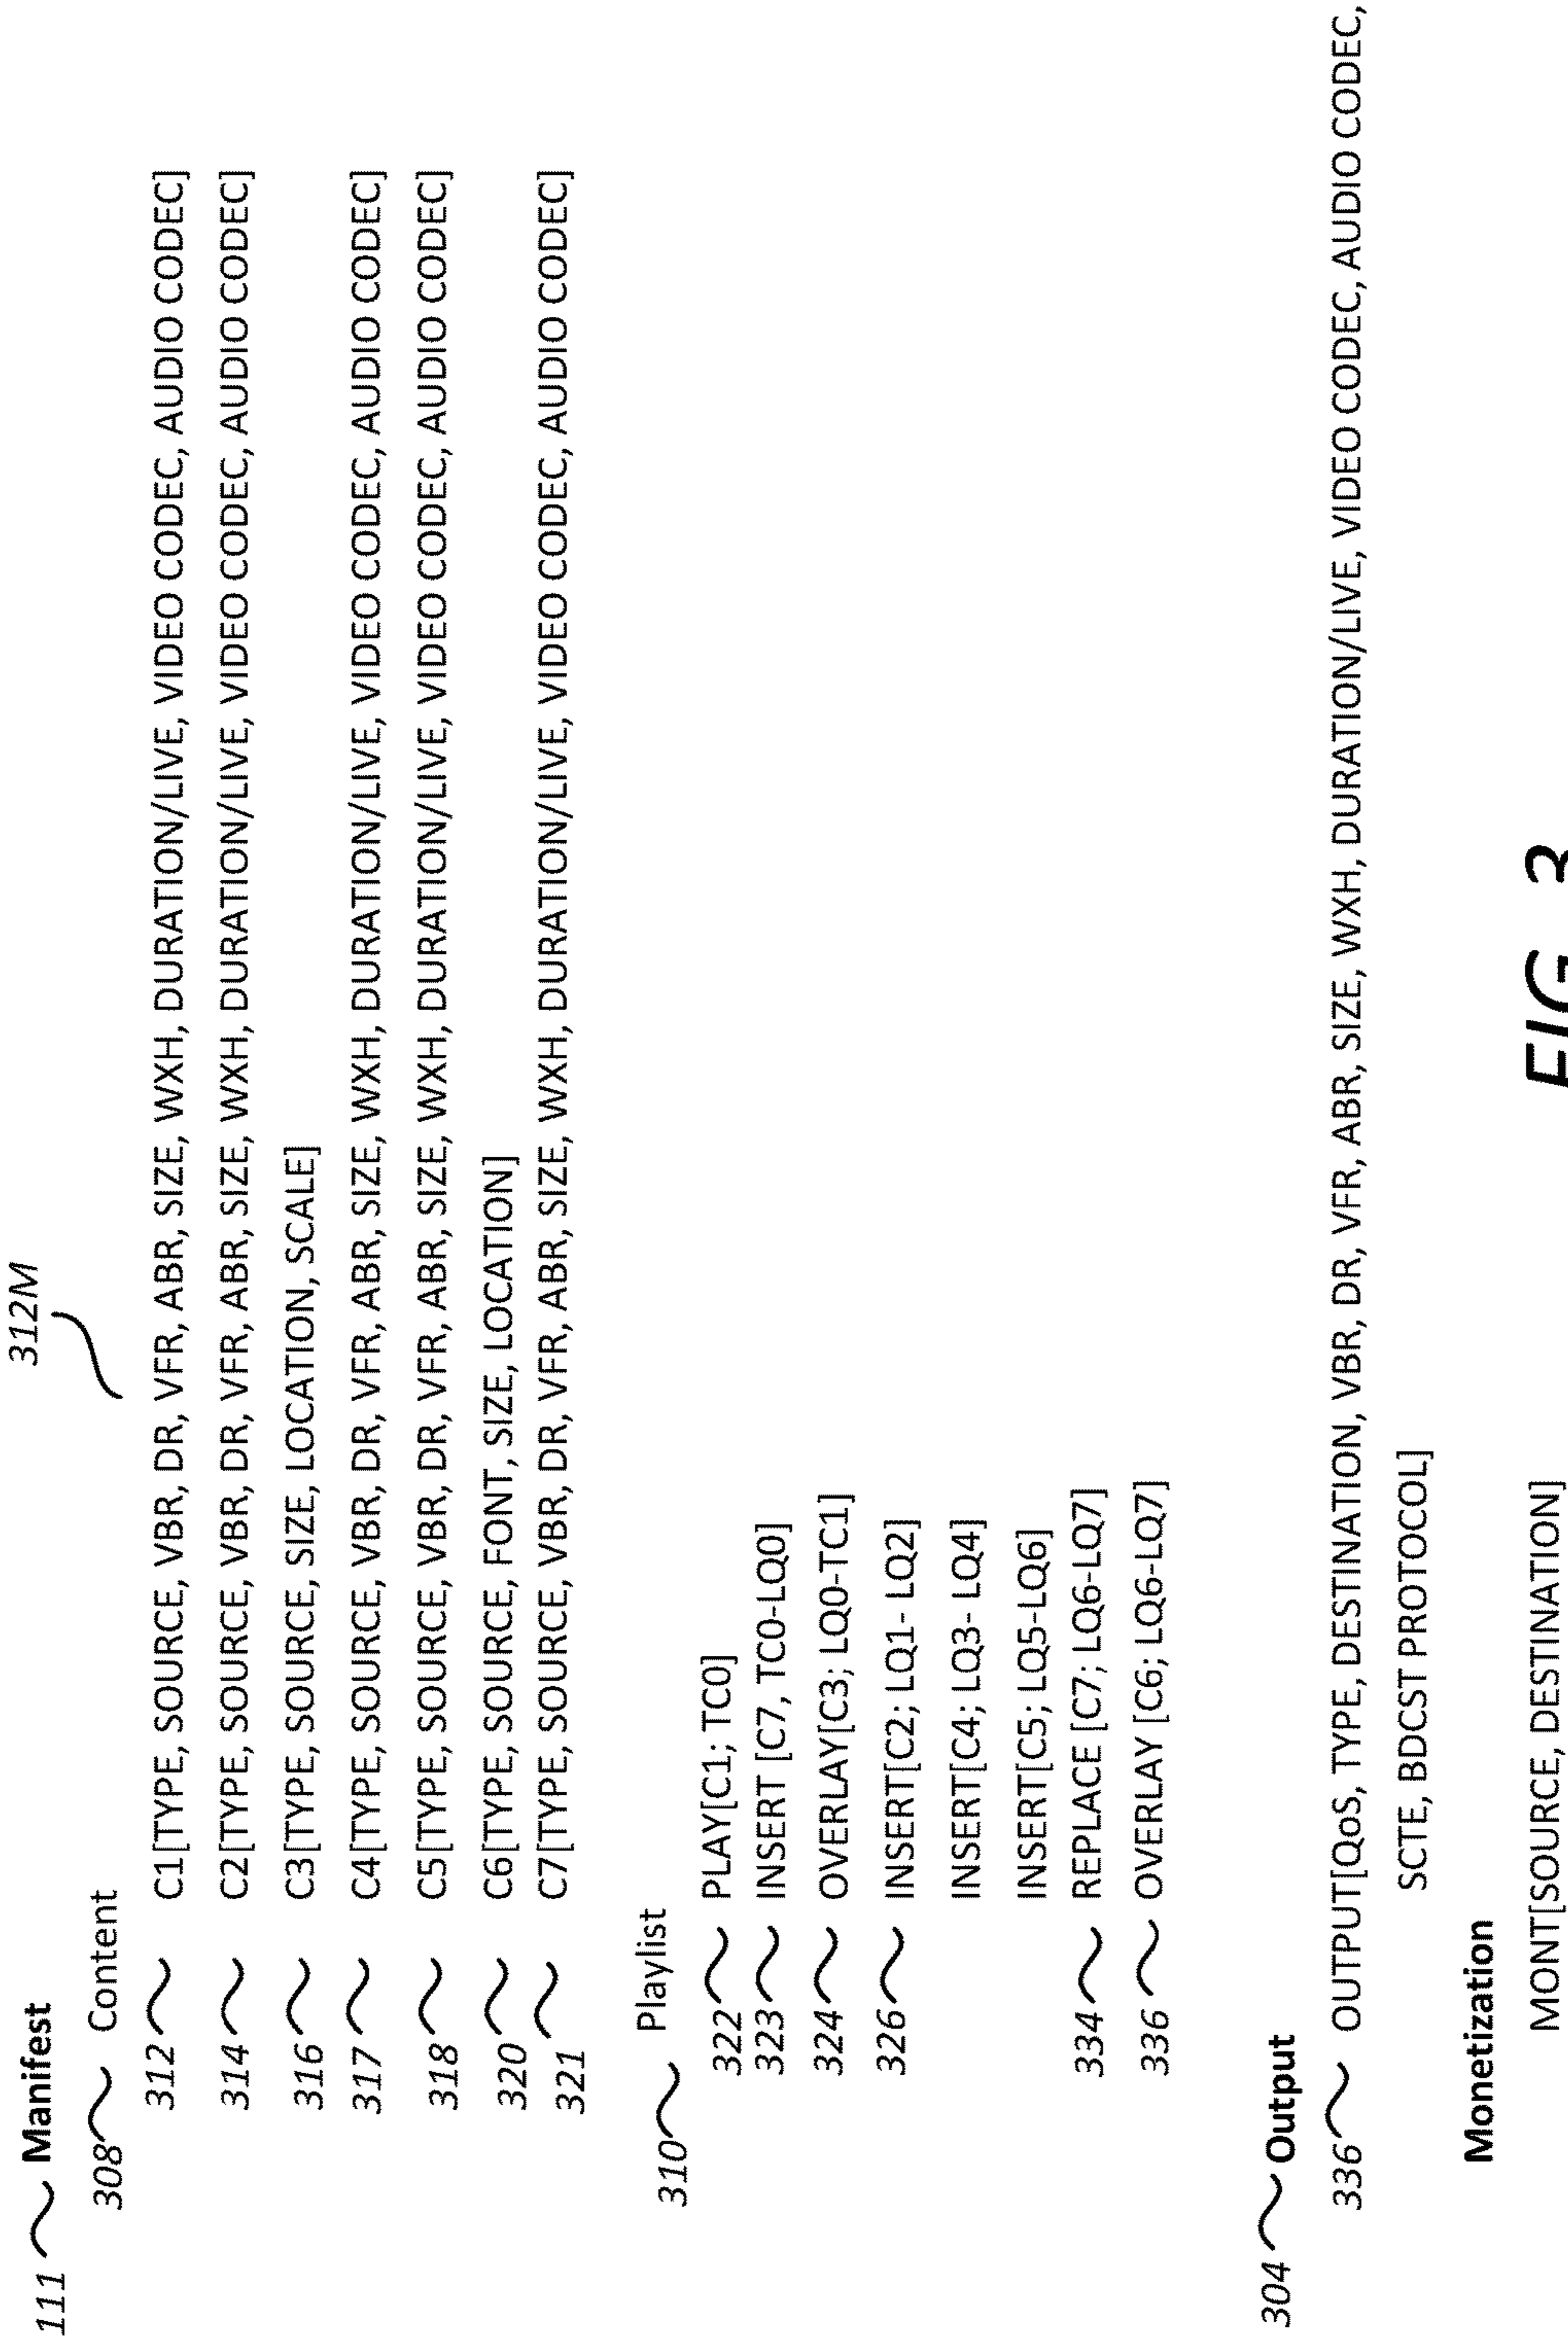 312M
111 Manifest
308 Content
312 C1[TYPE, SOURCE, VBR, DR, VFR, ABR, SIZE, WXH, DURATION/LIVE, VIDEO CODEC, AUDIO CODEC]
314 C2[TYPE, SOURCE, VBR, DR, VFR, ABR, SIZE, WXH, DURATION/LIVE, VIDEO CODEC, AUDIO CODEC]
316 C3[TYPE, SOURCE, SIZE, LOCATION, SCALE]
317 C4[TYPE, SOURCE, VBR, DR, VFR, ABR, SIZE, WXH, DURATION/LIVE, VIDEO CODEC, AUDIO CODEC]
318 C5[TYPE, SOURCE, VBR, DR, VFR, ABR, SIZE, WXH, DURATION/LIVE, VIDEO CODEC, AUDIO CODEC]
320 C6[TYPE, SOURCE, FONT, SIZE, LOCATION]
321 C7[TYPE, SOURCE, VBR, DR, VFR, ABR, SIZE, WXH, DURATION/LIVE, VIDEO CODEC, AUDIO CODEC]
310 Playlist
322 PLAY[C1; TC0]
323 INSERT [C7, TC0-LQ0]
324 OVERLAY[C3; LQ0-TC1]
326 INSERT[C2; LQ1- LQ2]
INSERT[C4; LQ3- LQ4]
INSERT[C5; LQ5-LQ6]
334 REPLACE [C7; LQ6-LQ7]
336 OVERLAY [C6; LQ6-LQ7]
304 Output
336 OUTPUT[QoS, TYPE, DESTINATION, VBR, DR, VFR, ABR, SIZE, WXH, DURATION/LIVE, VIDEO CODEC, AUDIO CODEC,
SCTE, BDCST PROTOCOL]
Monetization
MONT[SOURCE, DESTINATION]
FIG. 3